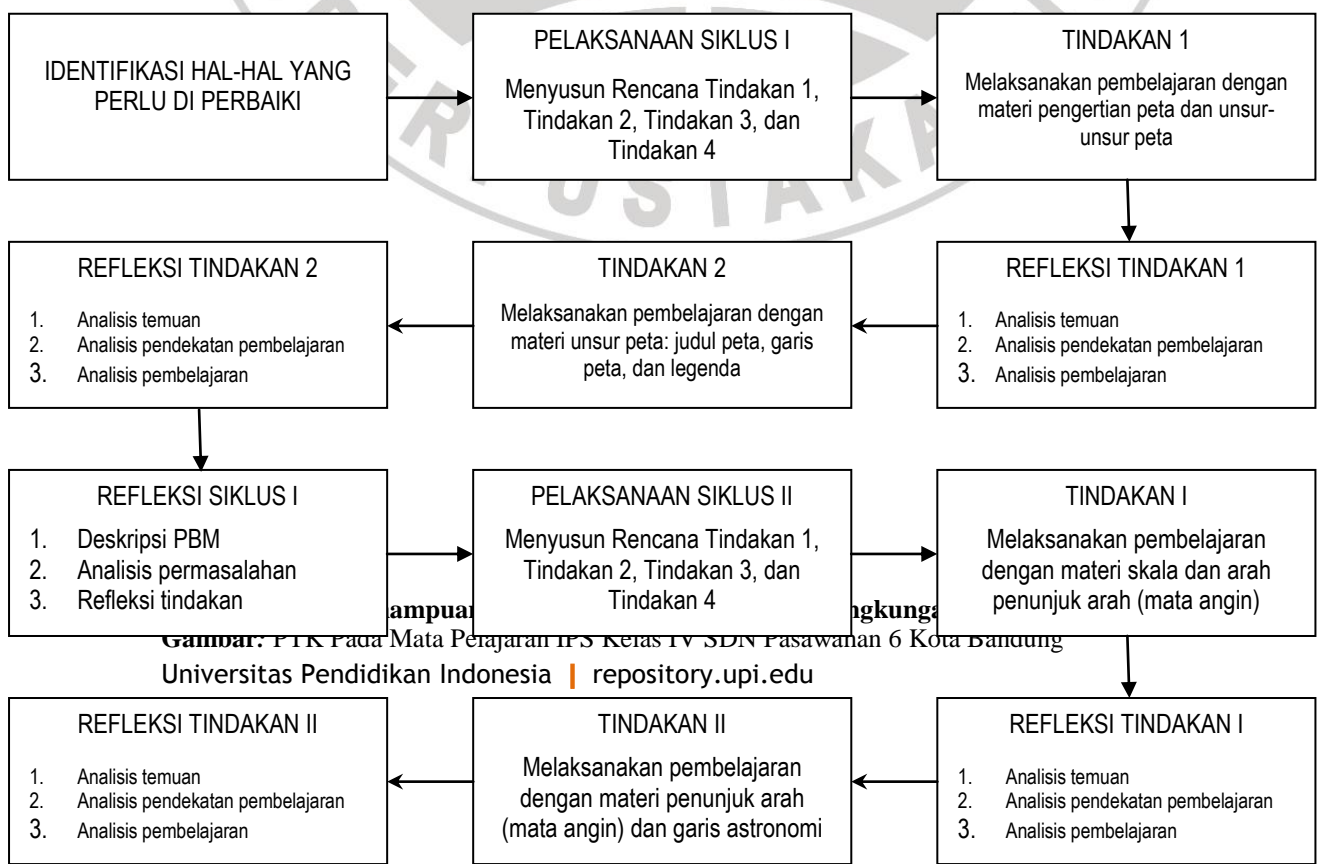 IDENTIFIKASI HAL-HAL YANG
PERLU DI PERBAIKI
PELAKSANAAN SIKLUS I
Menyusun Rencana Tindakan 1,
Tindakan 2, Tindakan 3, dan
Tindakan 4
TINDAKAN 1
Melaksanakan pembelajaran dengan
materi pengertian peta dan unsur-
unsur peta
REFLEKSI TINDAKAN 1
1. Analisis temuan
2. Analisis pendekatan pembelajaran
3. Analisis pembelajaran
TINDAKAN 2
Melaksanakan pembelajaran dengan
materi unsur peta: judul peta, garis
peta, dan legenda
REFLEKSI TINDAKAN 2
1. Analisis temuan
2. Analisis pendekatan pembelajaran
3. Analisis pembelajaran
REFLEKSI SIKLUS I
1. Deskripsi PBM
2. Analisis permasalahan
3. Refleksi tindakan
PELAKSANAAN SIKLUS II
Menyusun Rencana Tindakan 1,
Tindakan 2, Tindakan 3, dan
Tindakan 4
TINDAKAN I
Melaksanakan pembelajaran
dengan materi skala dan arah
penunjuk arah (mata angin)
Gambar: PTK Pada Mata Pelajaran IPS Kelas IV SDN Pasawahan 6 Kota Bandung
Universitas Pendidikan Indonesia | repository.upi.edu
REFLEKSI TINDAKAN I
1. Analisis temuan
2. Analisis pendekatan pembelajaran
3. Analisis pembelajaran
TINDAKAN II
Melaksanakan pembelajaran
dengan materi penunjuk arah
(mata angin) dan garis astronomi
REFLEKSI TINDAKAN II
1. Analisis temuan
2. Analisis pendekatan pembelajaran
3. Analisis pembelajaran